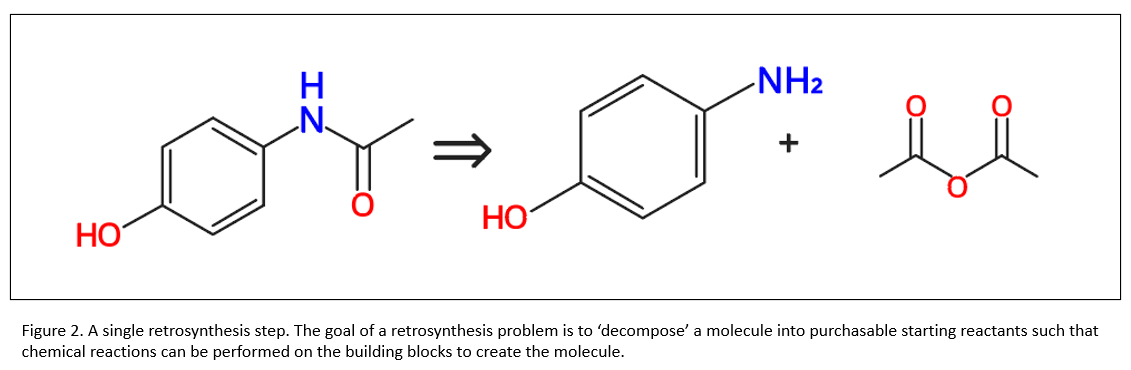 H
N
O
HO
NH₂
HO
+
O
O
O
Figure 2. A single retrosynthesis step. The goal of a retrosynthesis problem is to ‘decompose’ a molecule into purchasable starting reactants such that
chemical reactions can be performed on the building blocks to create the molecule.